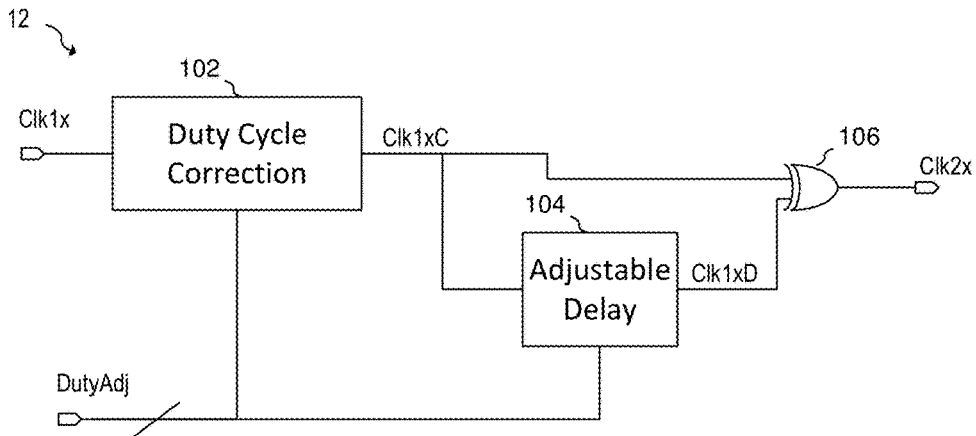 12
102
Clk1x
Duty Cycle
Correction
Clk1xC
106
Clk2x
104
Adjustable
Delay
Clk1xD
DutyAdj